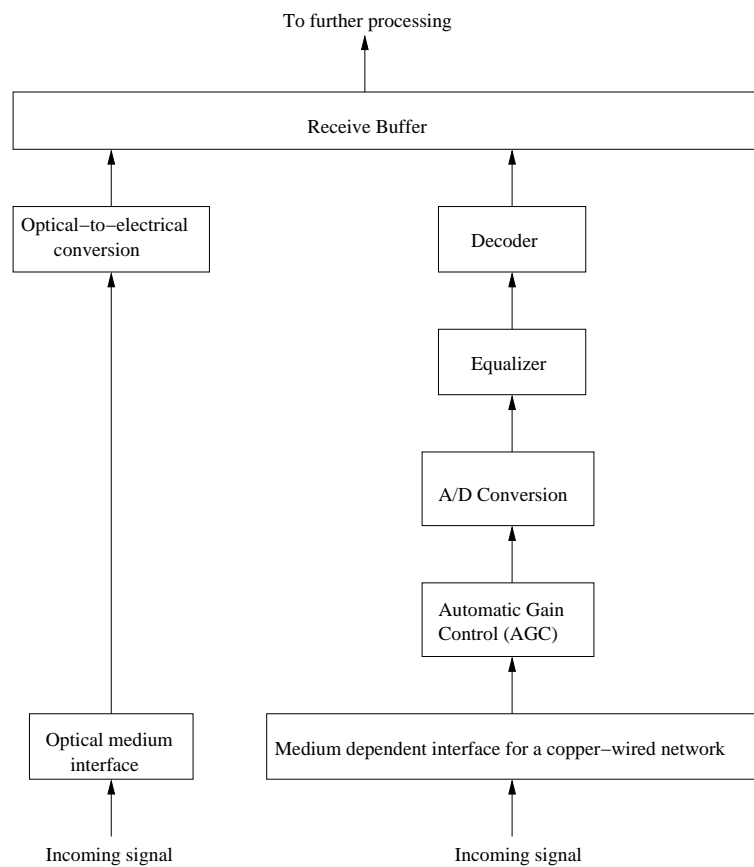 To further processing
Receive Buffer
Optical−to−electrical
conversion
Decoder
Equalizer
A/D Conversion
Automatic Gain
Control (AGC)
Optical medium
interface
Medium dependent interface for a copper−wired network
Incoming signal
Incoming signal